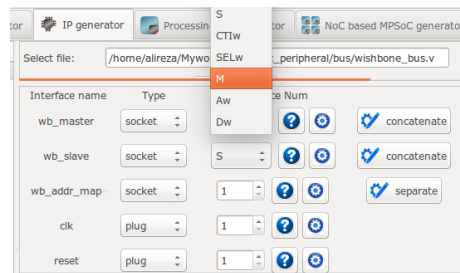 or IP generator Processin tor NoC based MPSoC generato
S
CTIw
SELw
M
Aw
Dw
Select file: /home/alireza/Mywo _peripheral/bus/wishbone_bus.v
Interface name Type ce Num
wb_master socket concatenate
wb_slave socket S concatenate
wb_addr_map socket 1 separate
clk plug 1
reset plug 1